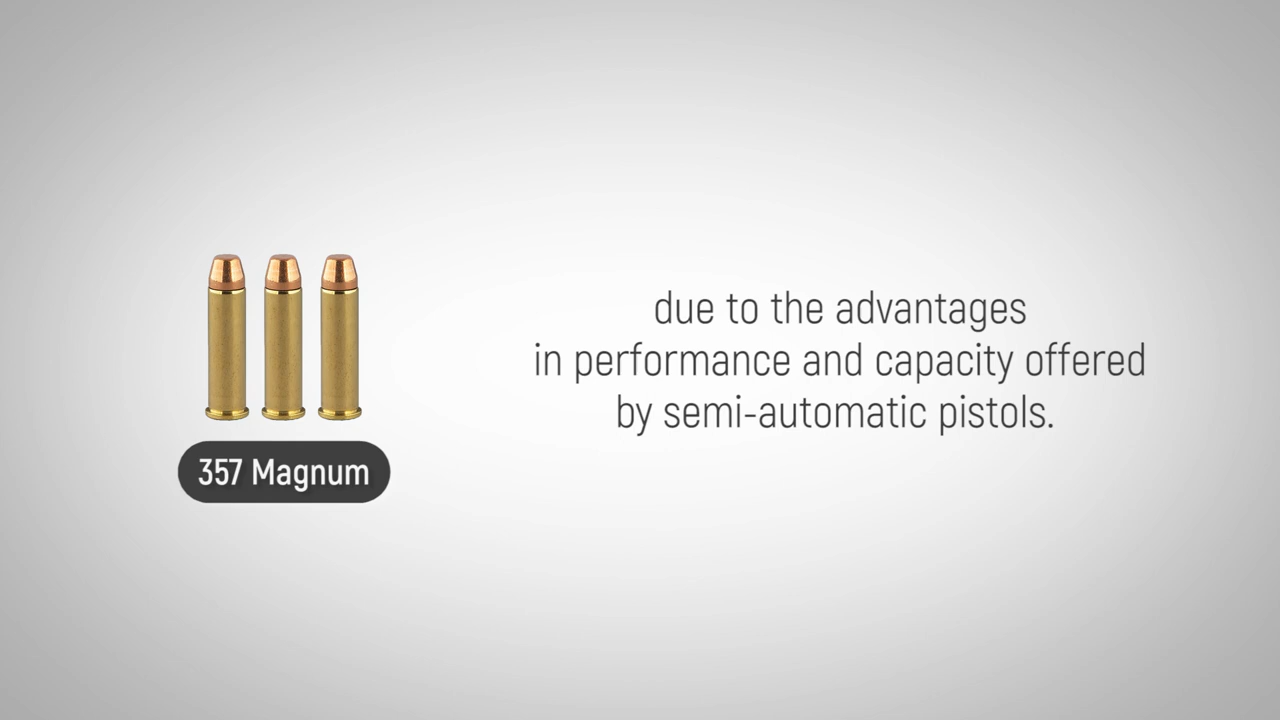 357 Magnum
due to the advantages
in performance and capacity offered
by semi-automatic pistols.